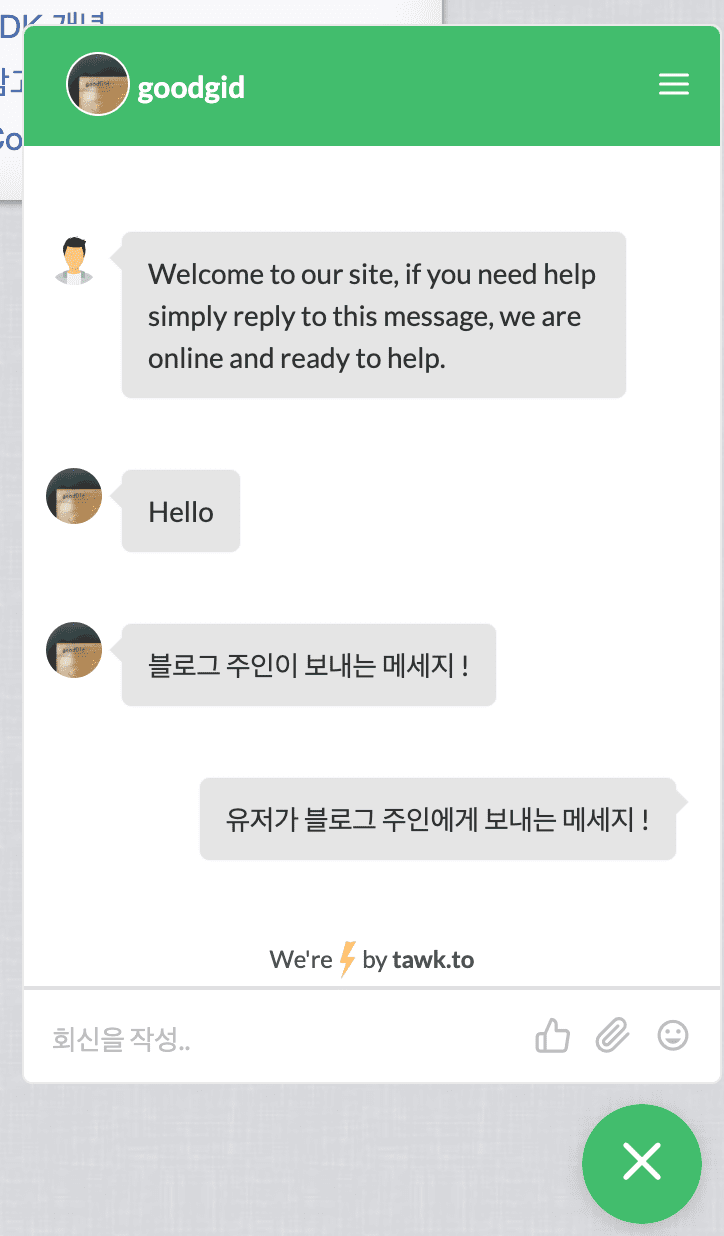 DK 개념
Co
goodgid
Welcome to our site, if you need help
simply reply to this message, we are
online and ready to help.
Hello
블로그 주인이 보내는 메세지 !
유저가 블로그 주인에게 보내는 메세지 !
We're by tawk.to
회신을 작성..